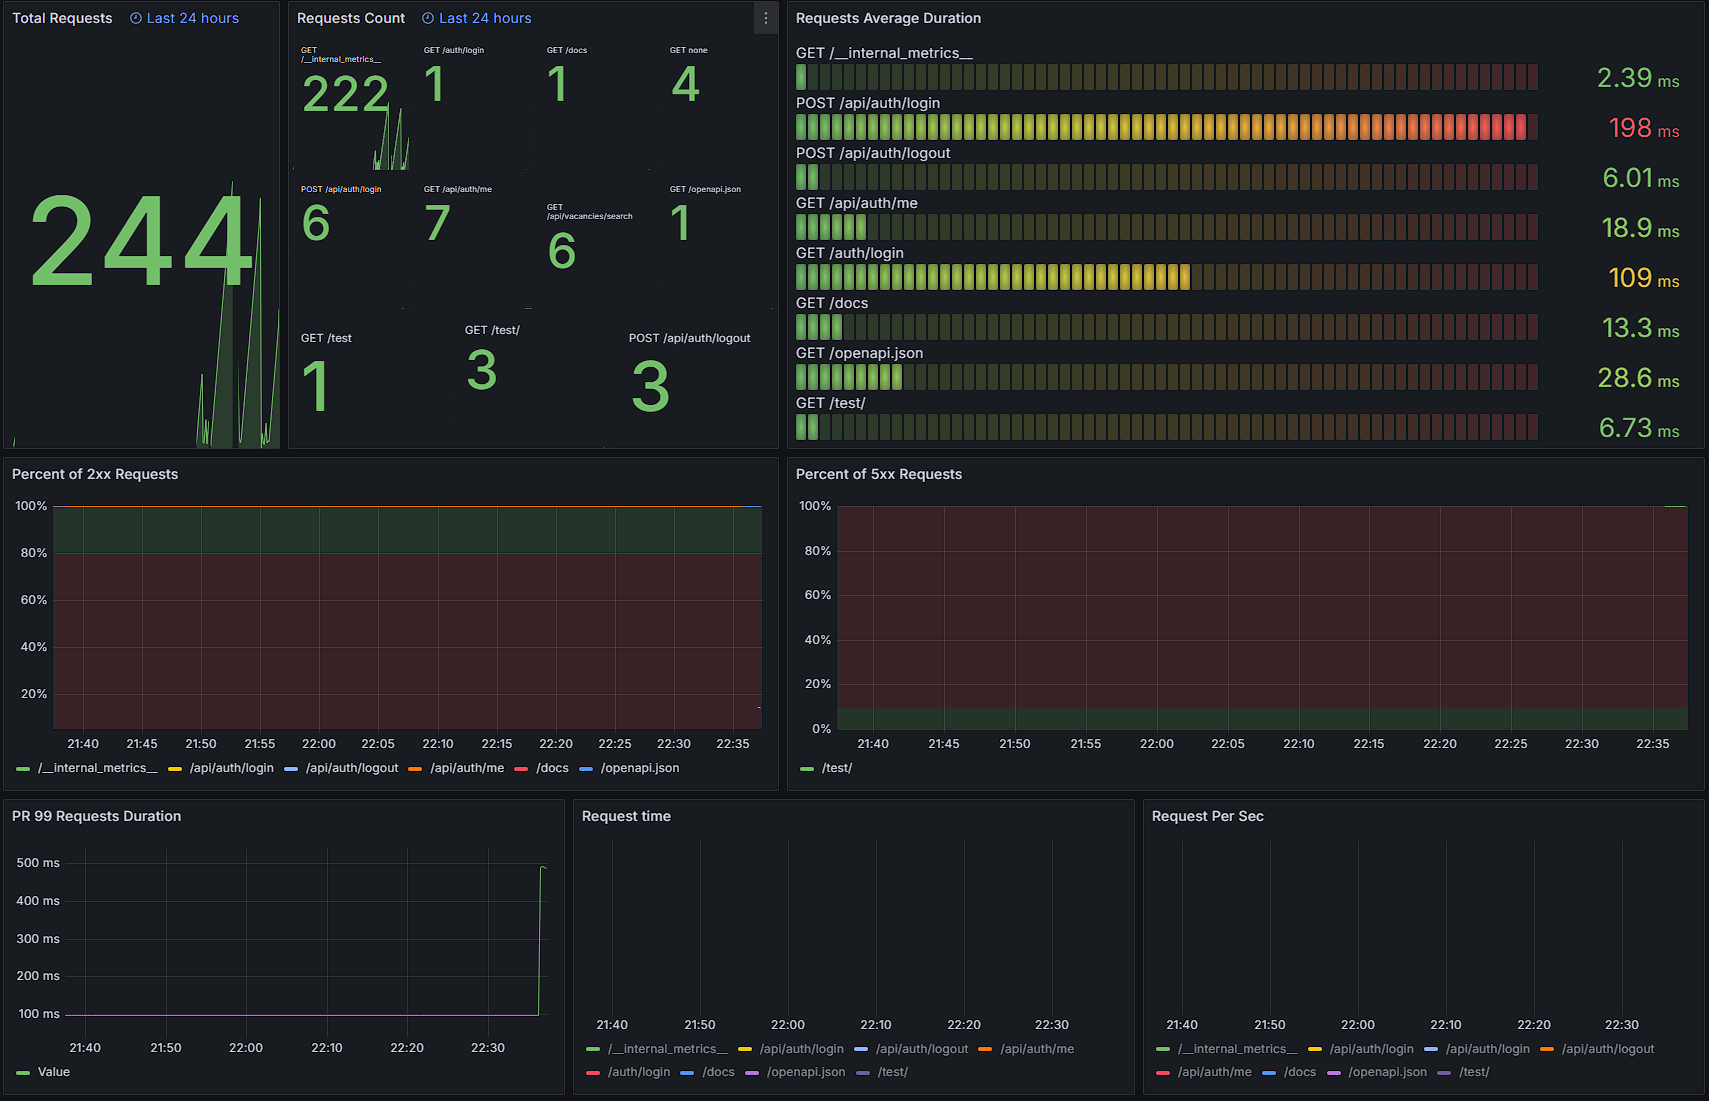 Total Requests Last 24 hours
244
Requests Count Last 24 hours
GET
/__internal_metrics__
222
GET /auth/login
1
GET /docs
1
GET none
4
POST /api/auth/login
6
GET /api/auth/me
7
GET
/api/vacancies/search
6
GET /openapi.json
1
GET /test
1
GET /test/
3
POST /api/auth/logout
3
Requests Average Duration
GET /__internal_metrics__
2.39 ms
POST /api/auth/login
198 ms
POST /api/auth/logout
6.01 ms
GET /api/auth/me
18.9 ms
GET /auth/login
109 ms
GET /docs
13.3 ms
GET /openapi.json
28.6 ms
GET /test/
6.73 ms
Percent of 2xx Requests
100%
80%
60%
40%
20%
21:40 21:45 21:50 21:55 22:00 22:05 22:10 22:15 22:20 22:25 22:30 22:35
/__internal_metrics__ /api/auth/login /api/auth/logout /api/auth/me /docs /openapi.json
Percent of 5xx Requests
100%
80%
60%
40%
20%
0%
21:40 21:45 21:50 21:55 22:00 22:05 22:10 22:15 22:20 22:25 22:30 22:35
/test/
PR 99 Requests Duration
500 ms
400 ms
300 ms
200 ms
100 ms
21:40 21:50 22:00 22:10 22:20 22:30
Value
Request time
21:40 21:50 22:00 22:10 22:20 22:30
/__internal_metrics__ /api/auth/login /api/auth/logout /api/auth/me
/auth/login /docs /openapi.json /test/
Request Per Sec
21:40 21:50 22:00 22:10 22:20 22:30
/__internal_metrics__ /api/auth/login /api/auth/login /api/auth/logout
/api/auth/me /docs /openapi.json /test/